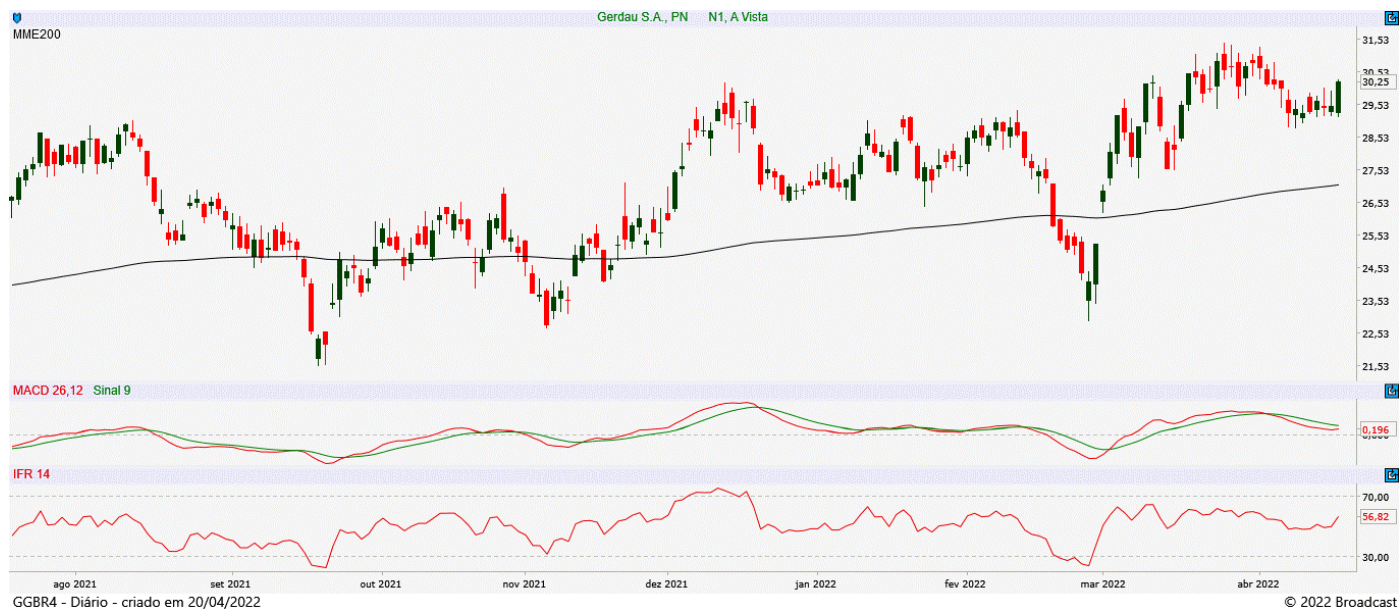 Gerdau S.A., PN N1, A Vista
MME200
31,53
30,53
30,25
29,53
28,53
27,53
26,53
25,53
24,53
23,53
22,53
21,53
MACD 26,12 Sinal 9
0,196
IFR 14
70,00
56,82
30,00
ago 2021 set 2021 out 2021 nov 2021 dez 2021 jan 2022 fev 2022 mar 2022 abr 2022
GGBR4 - Diário - criado em 20/04/2022 © 2022 Broadcast